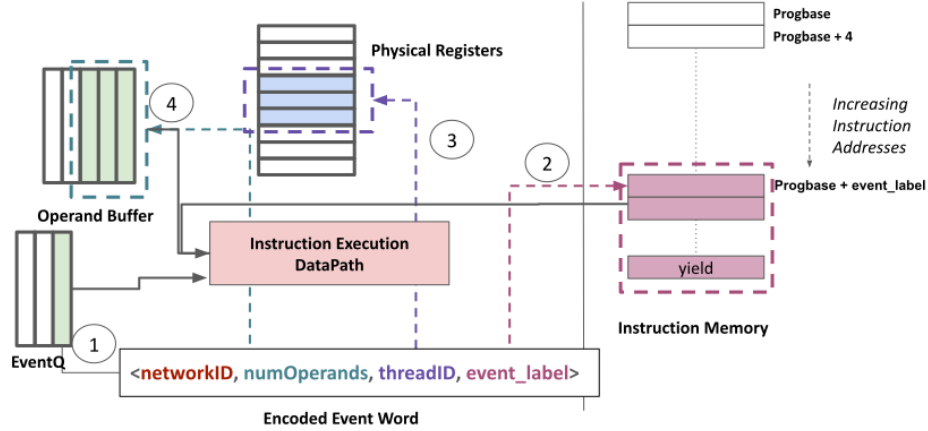 Progbase
Progbase + 4
Physical Registers
4
3
Increasing
Instruction
Addresses
2
Progbase + event_label
Operand Buffer
Instruction Execution
DataPath
yield
1
EventQ
Instruction Memory
<networkID, numOperands, threadID, event_label>
Encoded Event Word